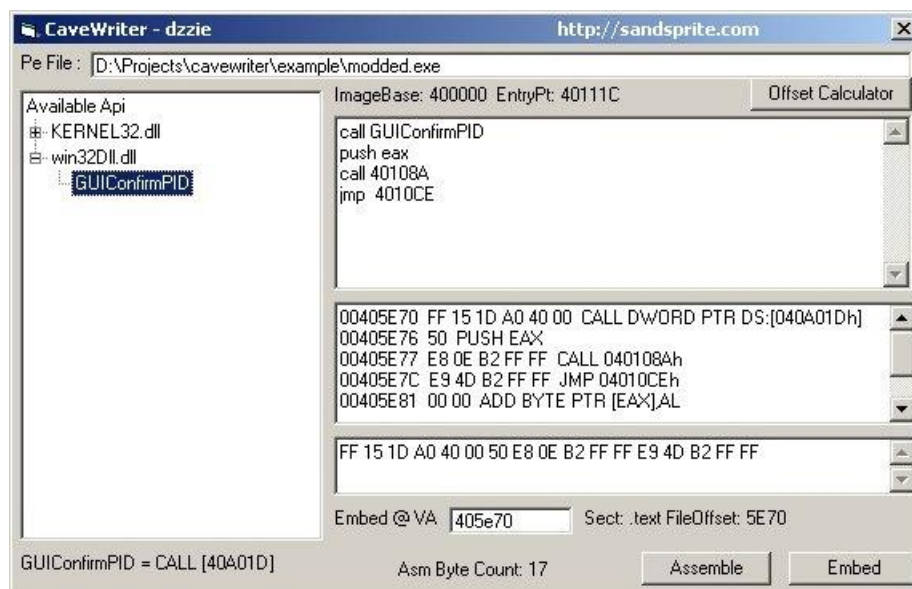 CaveWriter - dzzie http://sandsprite.com
Pe File : D:\Projects\cavewriter\example\modded.exe
Available Api
KERNEL32.dll
win32Dll.dll
GUIConfirmPID
ImageBase: 400000 EntryPt: 40111C Offset Calculator
call GUIConfirmPID
push eax
call 40108A
jmp 4010CE
00405E70 FF 15 1D A0 40 00 CALL DWORD PTR DS:[040A01Dh]
00405E76 50 PUSH EAX
00405E77 E8 0E B2 FF FF CALL 040108Ah
00405E7C E9 4D B2 FF FF JMP 04010CEh
00405E81 00 00 ADD BYTE PTR [EAX],AL
FF 15 1D A0 40 00 50 E8 0E B2 FF FF E9 4D B2 FF FF
Embed @ VA 405e70 Sect: .text FileOffset: 5E70
GUIConfirmPID = CALL [40A01D] Asm Byte Count: 17 Assemble Embed